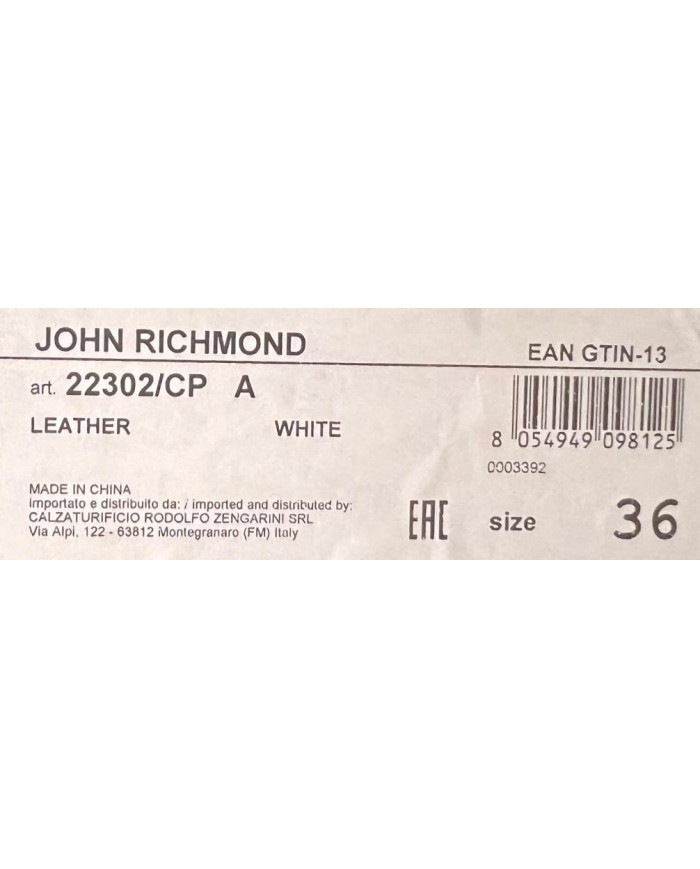 JOHN RICHMOND
EAN GTIN-13
art. 22302/CP A
LEATHER WHITE
8 054949 098125
0003392
MADE IN CHINA
Importato e distribuito da: / imported and distributed by:
CALZATURIFICIO RODOLFO ZENGARINI SRL
Via Alpi, 122 - 63812 Montegranaro (FM) Italy
EAC size 36